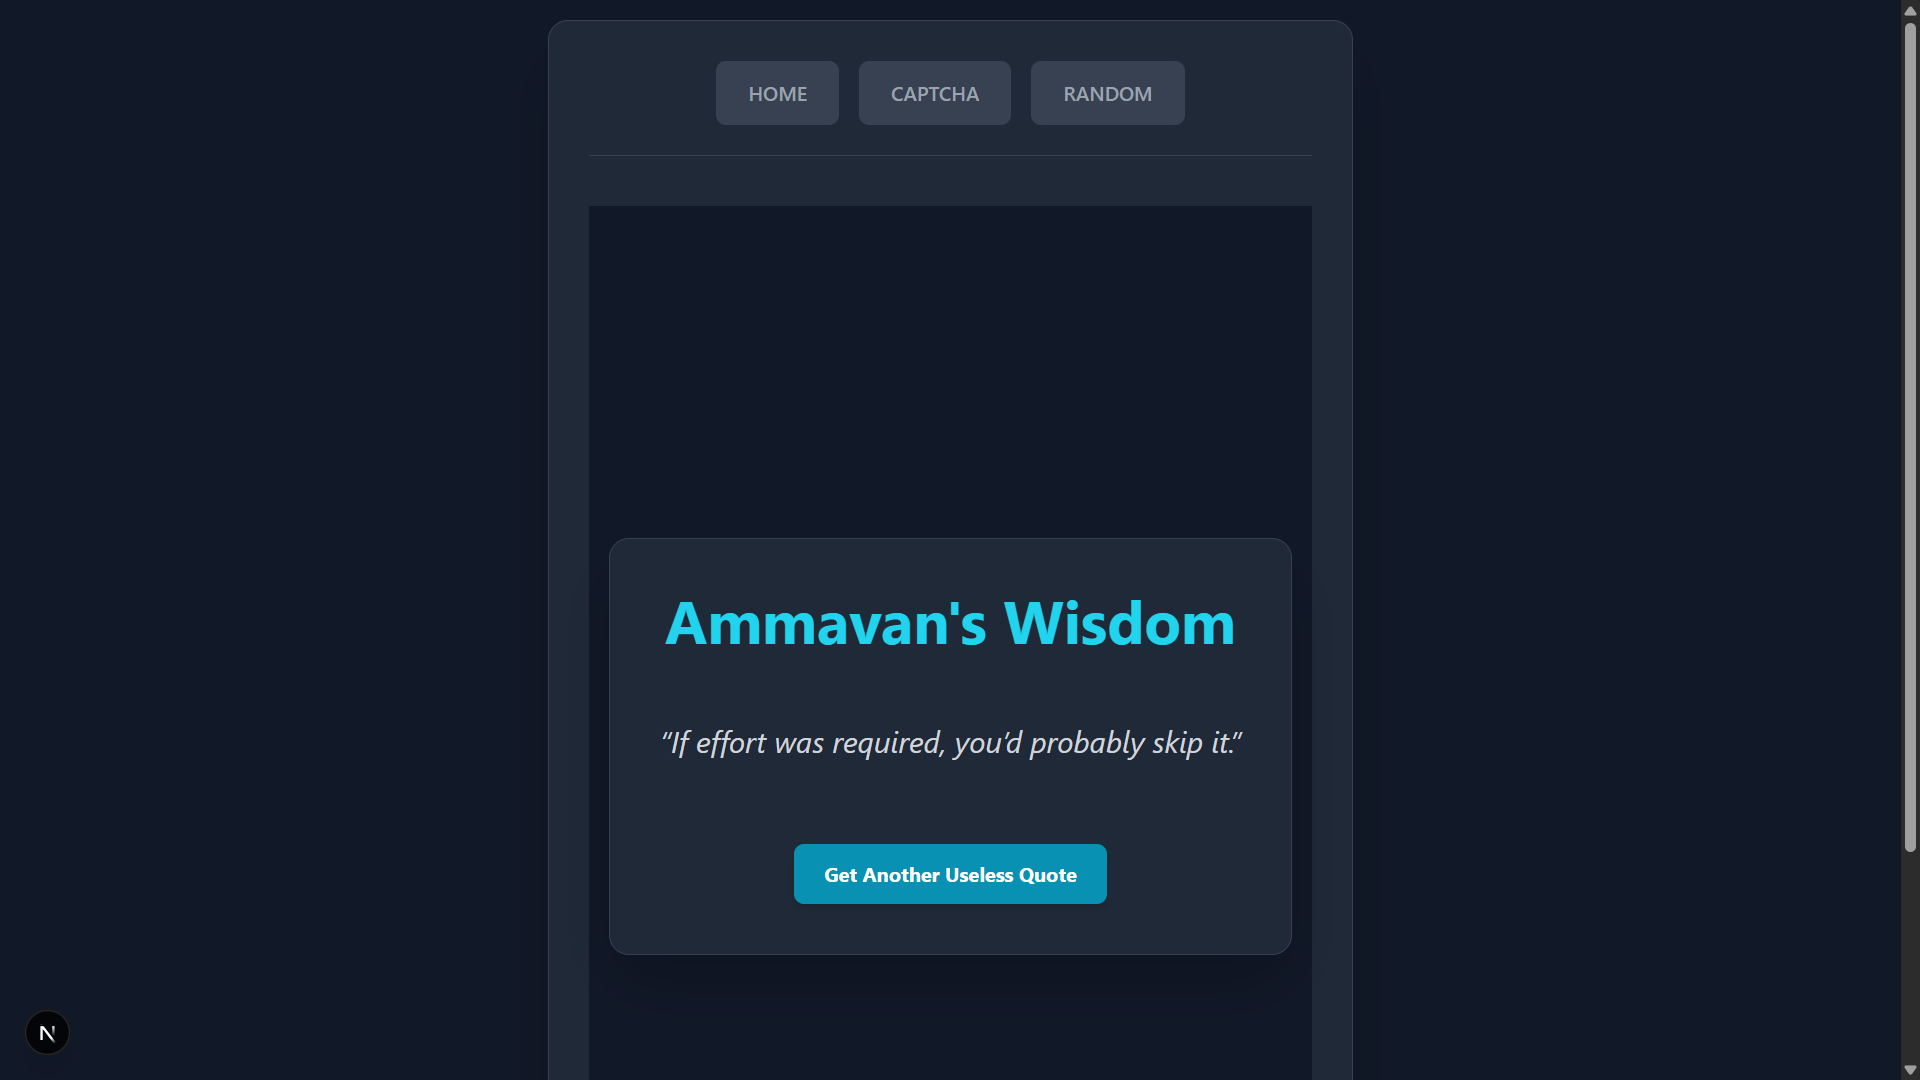 HOME CAPTCHA RANDOM
Ammavan's Wisdom
“If effort was required, you’d probably skip it.”
Get Another Useless Quote
N